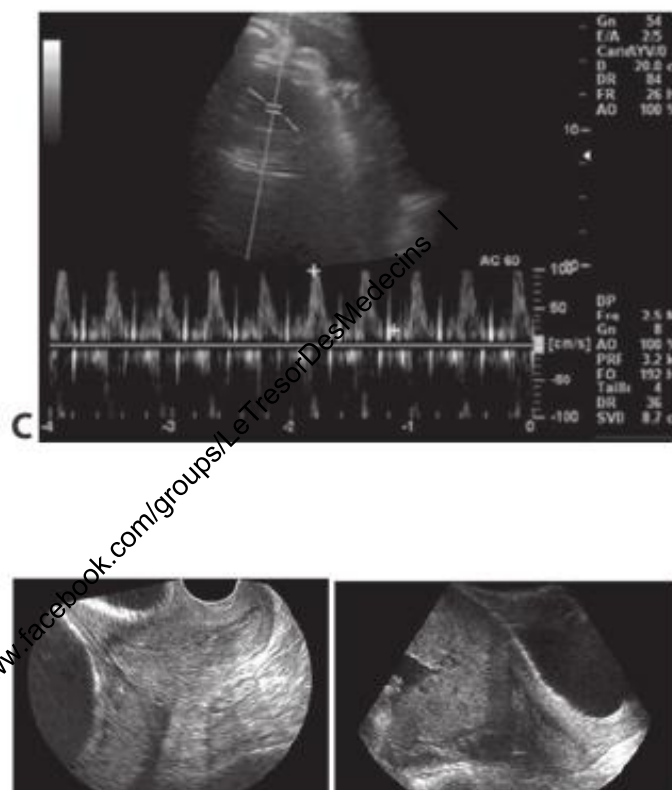 Gn 54
E/A 2/5
D 20.0
DR 84
FR 26
AO 100
10
AC 60
100
50
[cm/s]
-50
-100
DP
Frq 2.5
Gn 8
AO 100
PRF 3.2
FO 192
Taille 4
DR 36
SVD 8.7
C
-4 -3 -2 -1 0
ww.facebook.com/groups/LeTresorDesMedecins |